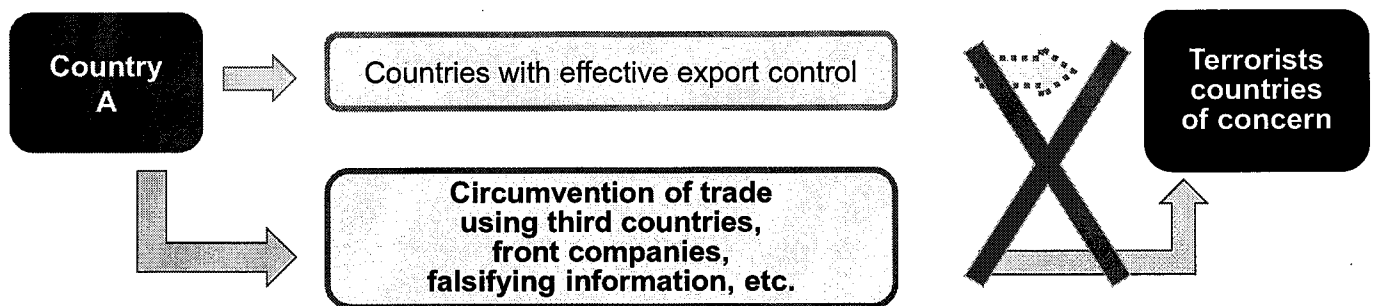 Country
A
Countries with effective export control
Terrorists
countries
of concern
Circumvention of trade
using third countries,
front companies,
falsifying information, etc.